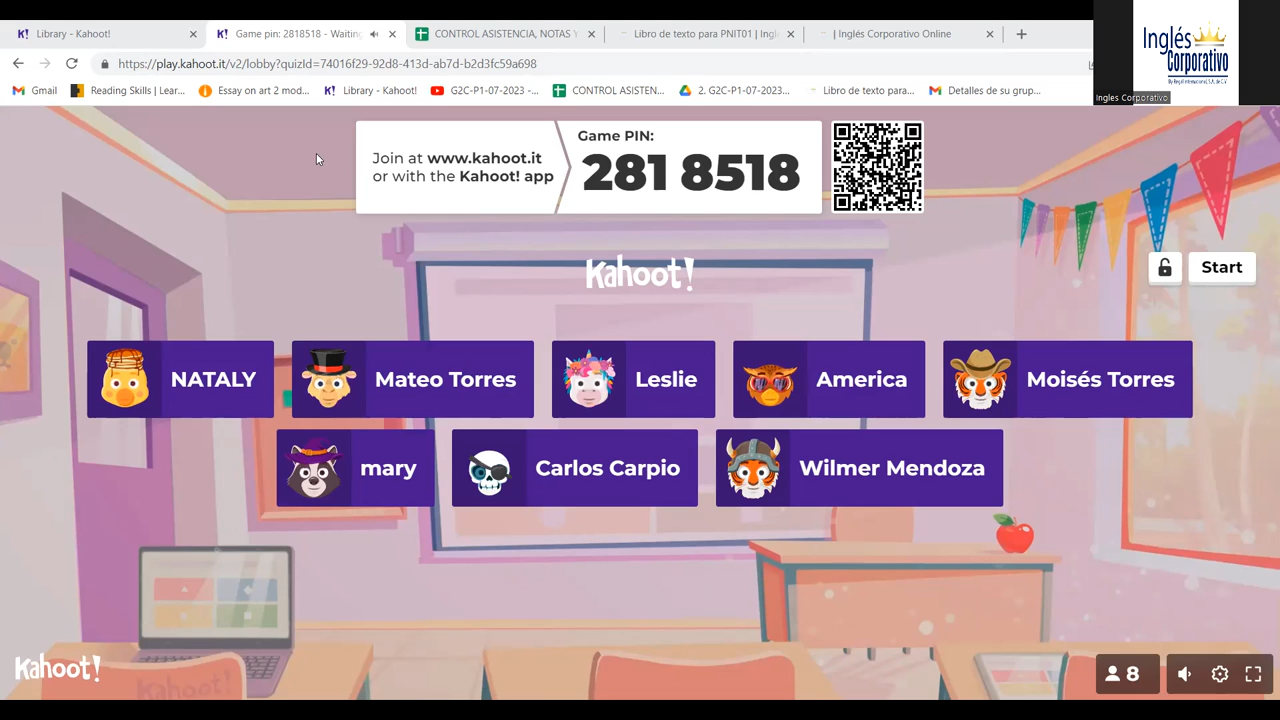 Library - Kahoot!
Game pin: 2818518 - Waitin
CONTROL ASISTENCIA, NOTAS Y
Libro de texto para PNIT01 | Ingl
| Inglés Corporativo Online
https://play.kahoot.it/v2/lobby?quizId=74016f29-92d8-413d-ab7d-b2d3fc59a698
Gmail
Reading Skills | Lear...
Essay on art 2 mod...
Library - Kahoot!
G2C-P1-07-2023 -...
CONTROL ASISTEN...
2. G2C-P1-07-2023...
Libro de texto para...
Detalles de su grup...
Inglés
Corporativo
Ingles Corporativo
Join at www.kahoot.it
or with the Kahoot! app
Game PIN:
281 8518
Kahoot!
Start
NATALY
Mateo Torres
Leslie
America
Moisés Torres
mary
Carlos Carpio
Wilmer Mendoza
Kahoot!
Kahoot!
8